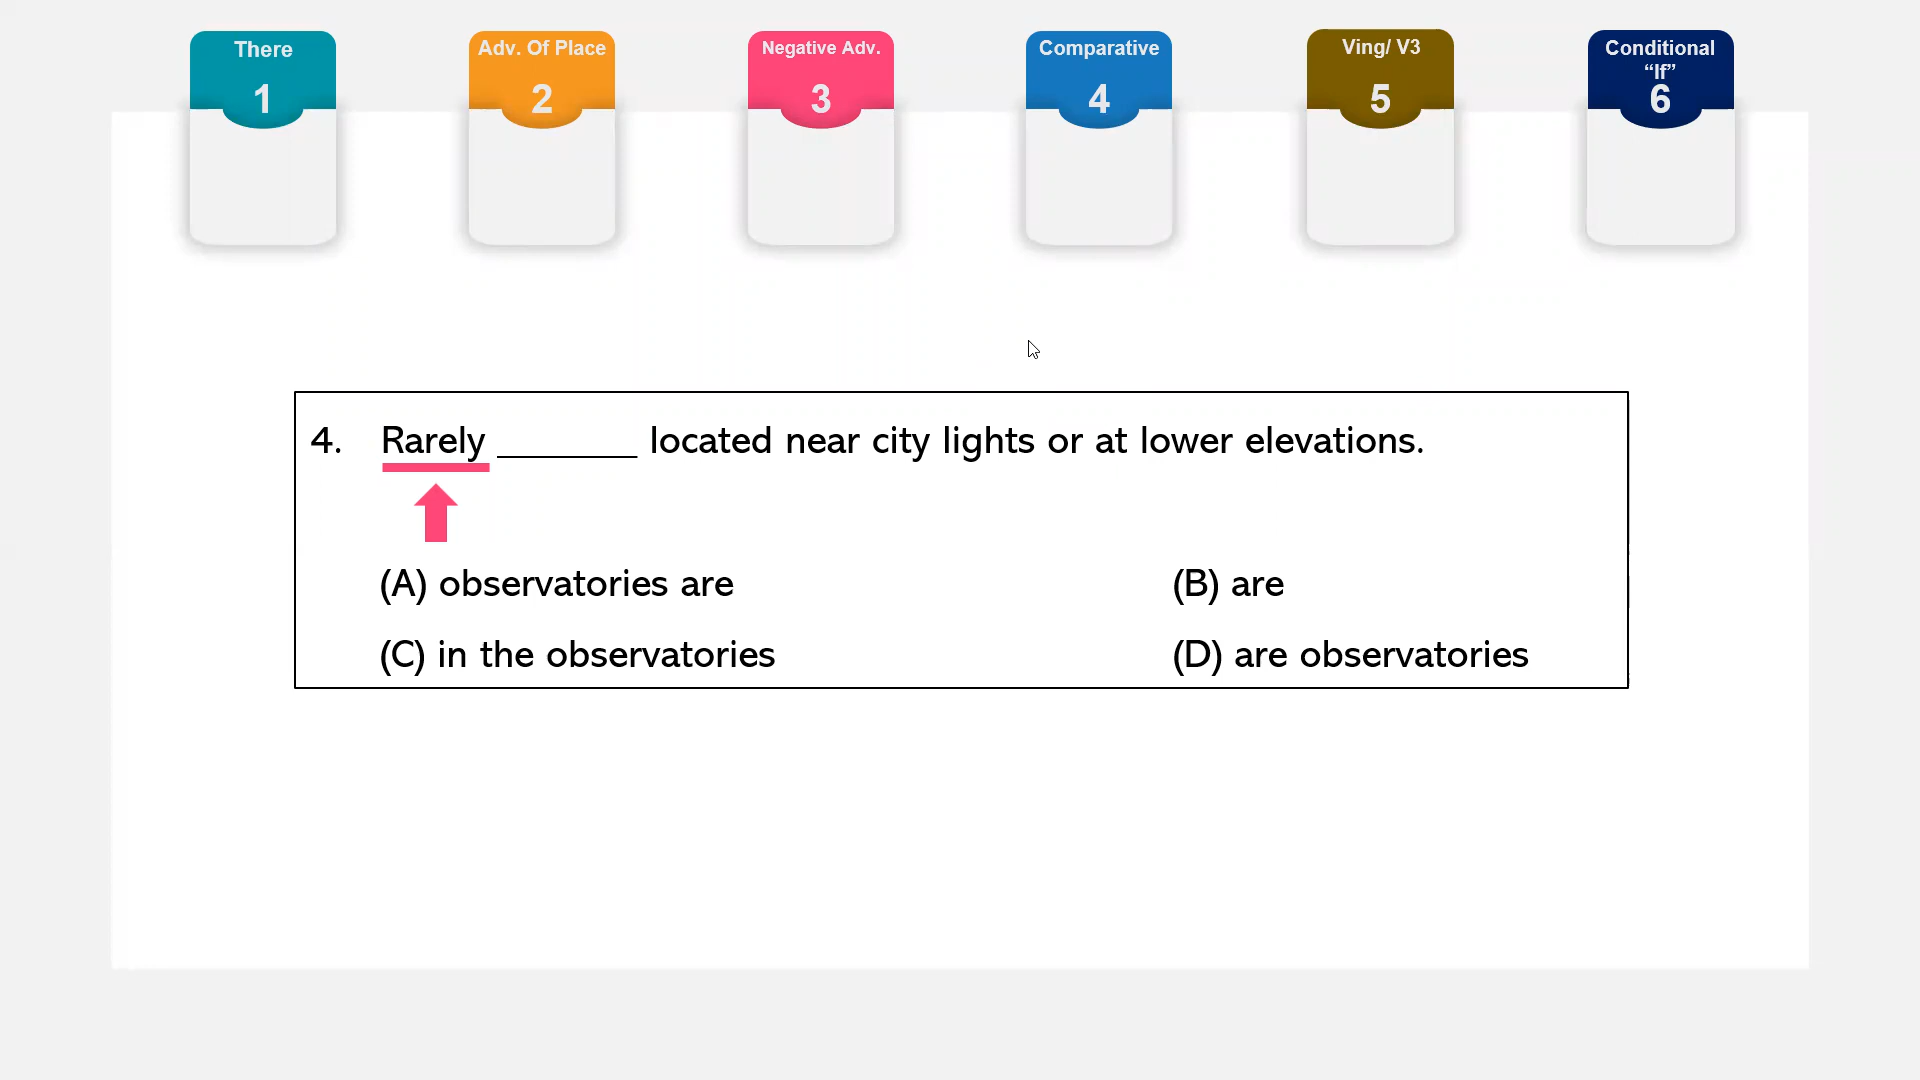 There
1
Adv. Of Place
2
Negative Adv.
3
Comparative
4
Ving/ V3
5
Conditional
“If”
6
4. Rarely _______ located near city lights or at lower elevations.
(A) observatories are (B) are
(C) in the observatories (D) are observatories